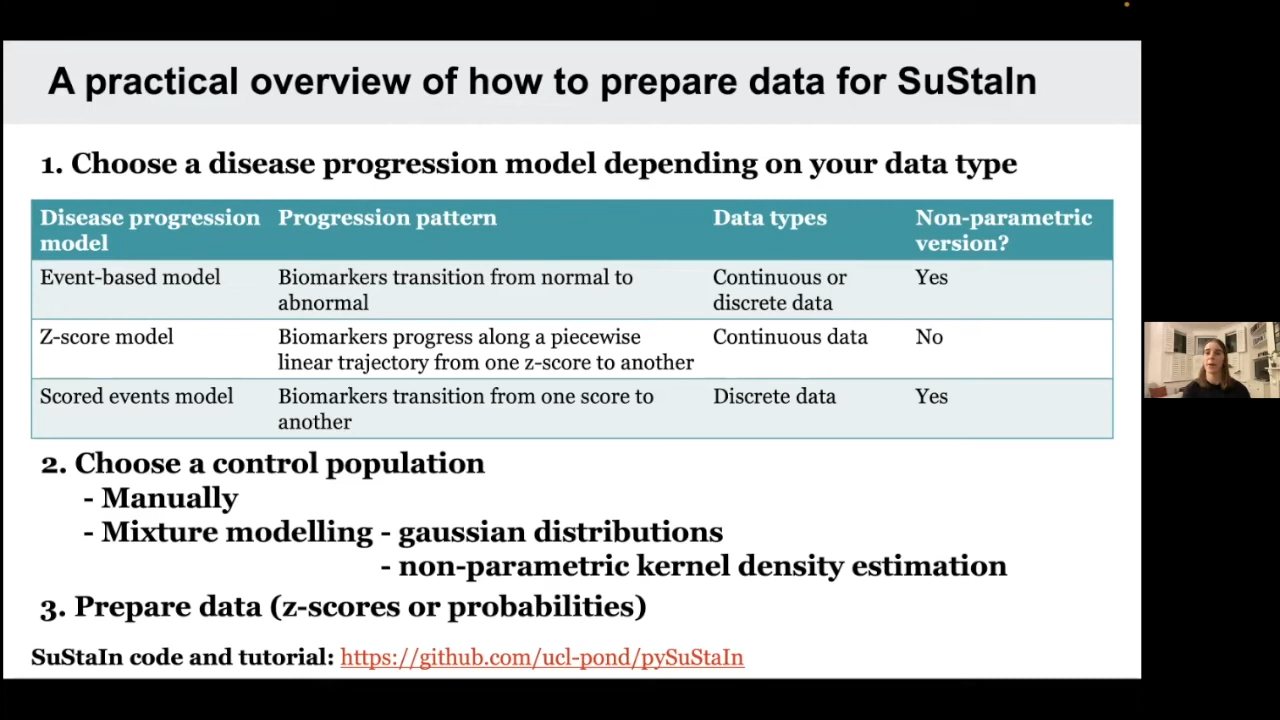 A practical overview of how to prepare data for SuStaIn
1. Choose a disease progression model depending on your data type
Disease progression model Progression pattern Data types Non-parametric version?
Event-based model Biomarkers transition from normal to abnormal Continuous or discrete data Yes
Z-score model Biomarkers progress along a piecewise linear trajectory from one z-score to another Continuous data No
Scored events model Biomarkers transition from one score to another Discrete data Yes
2. Choose a control population
- Manually
- Mixture modelling - gaussian distributions
- non-parametric kernel density estimation
3. Prepare data (z-scores or probabilities)
SuStaIn code and tutorial: https://github.com/ucl-pond/pySuStaIn